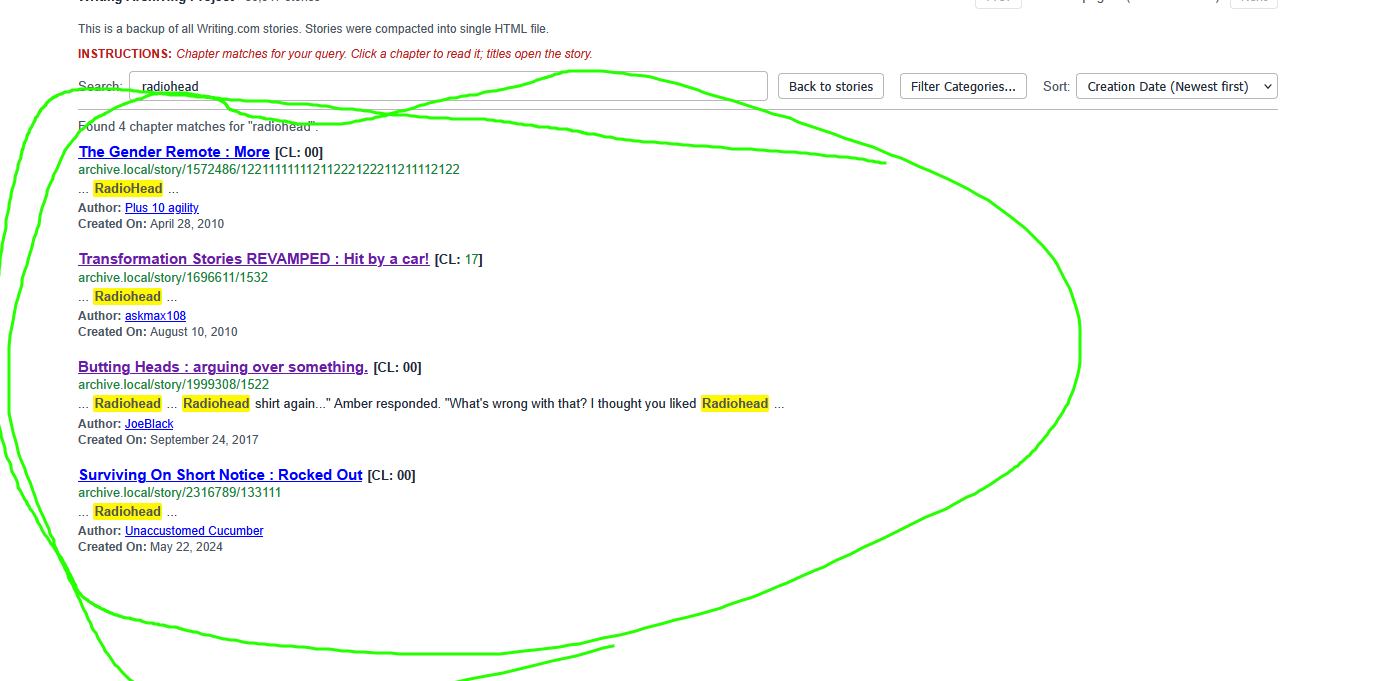 This is a backup of all Writing.com stories. Stories were compacted into single HTML file.
INSTRUCTIONS: Chapter matches for your query. Click a chapter to read it; titles open the story.
Search: radiohead Back to stories Filter Categories... Sort: Creation Date (Newest first)
Found 4 chapter matches for "radiohead".
The Gender Remote : More [CL: 00]
archive.local/story/1572486/1221111111211222122211211112122
... RadioHead ...
Author: Plus 10 agility
Created On: April 28, 2010
Transformation Stories REVAMPED : Hit by a car! [CL: 17]
archive.local/story/1696611/1532
... Radiohead ...
Author: askmax108
Created On: August 10, 2010
Butting Heads : arguing over something. [CL: 00]
archive.local/story/1999308/1522
... Radiohead ... Radiohead shirt again..." Amber responded. "What's wrong with that? I thought you liked Radiohead ...
Author: JoeBlack
Created On: September 24, 2017
Surviving On Short Notice : Rocked Out [CL: 00]
archive.local/story/2316789/133111
... Radiohead ...
Author: Unaccustomed Cucumber
Created On: May 22, 2024